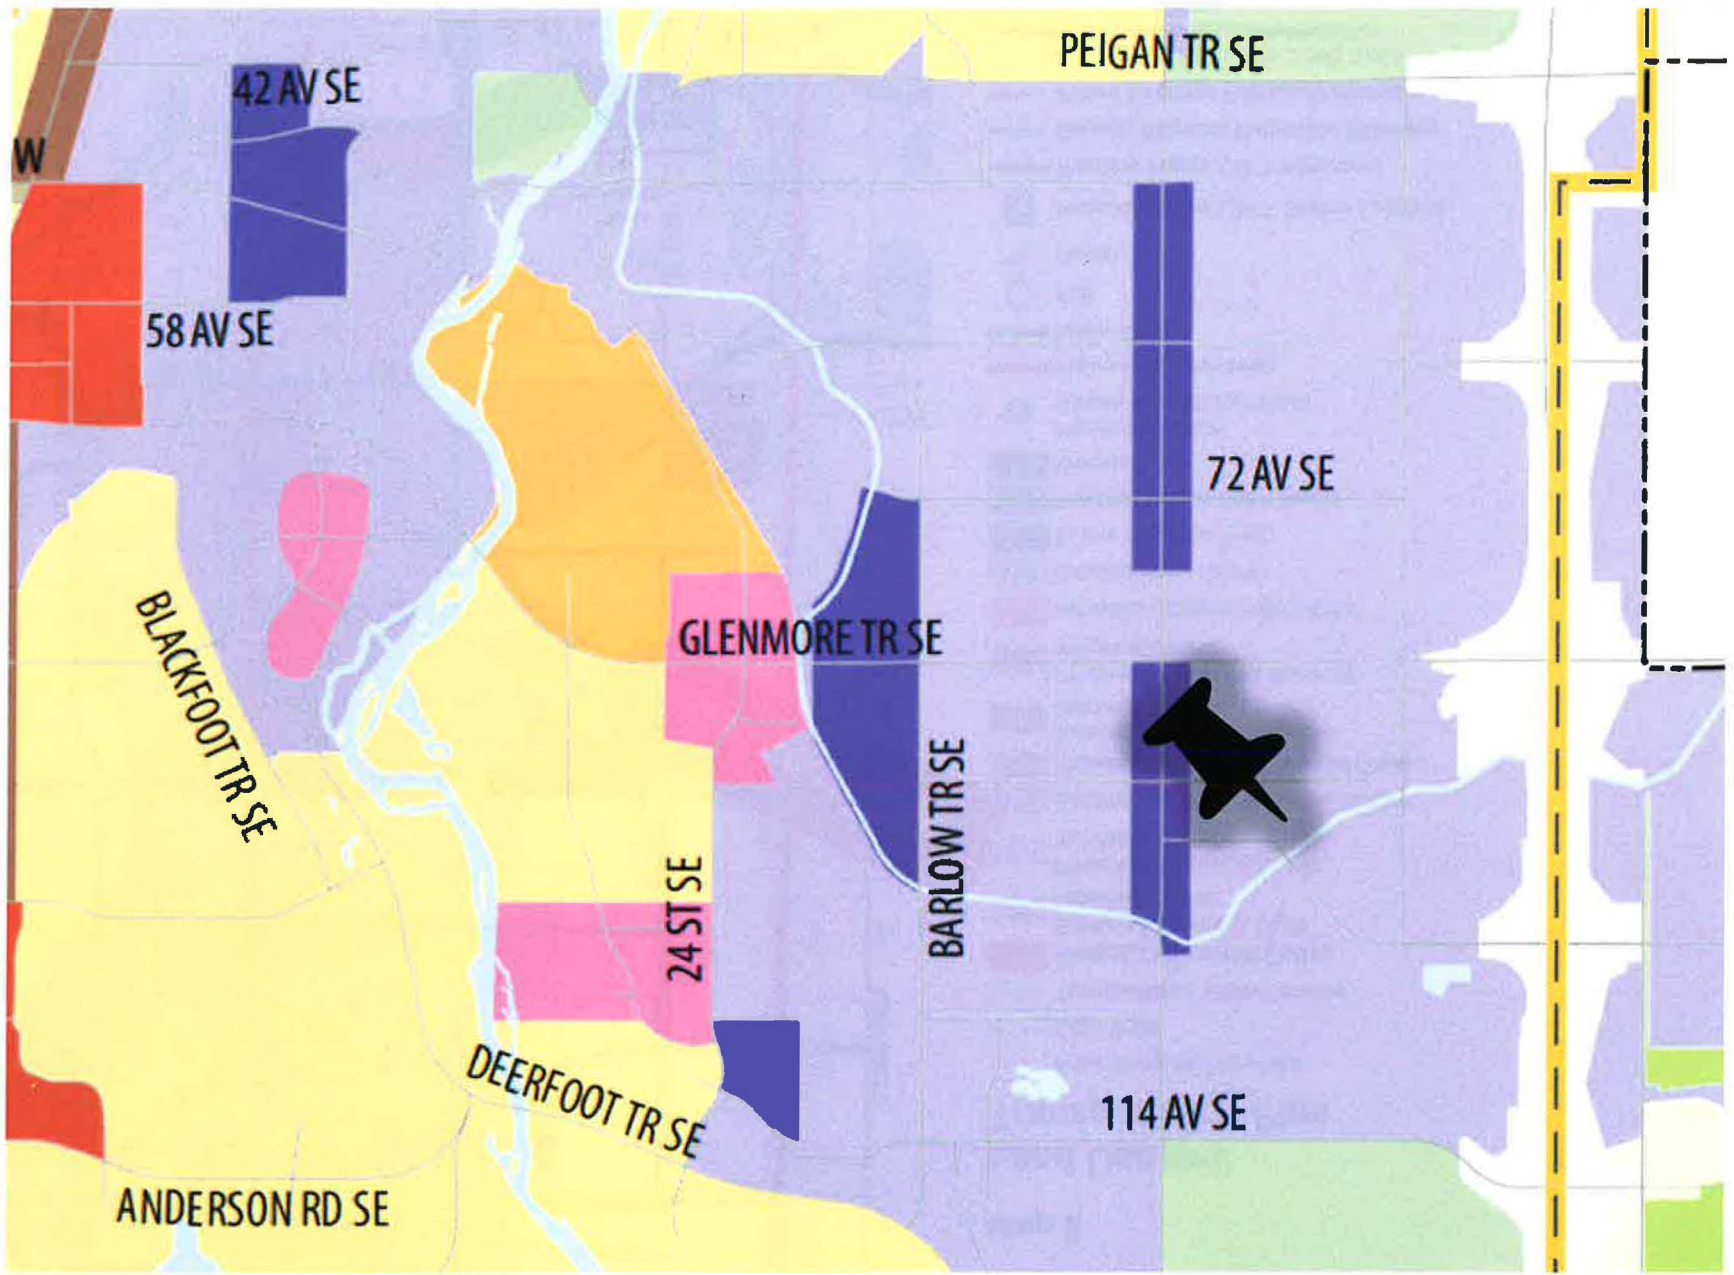 PEIGAN TR SE
42 AV SE
W
58 AV SE
72 AV SE
BLACKFOOT TR SE
GLENMORE TR SE
BARLOW TR SE
24 ST SE
DEERFOOT TR SE
114 AV SE
ANDERSON RD SE